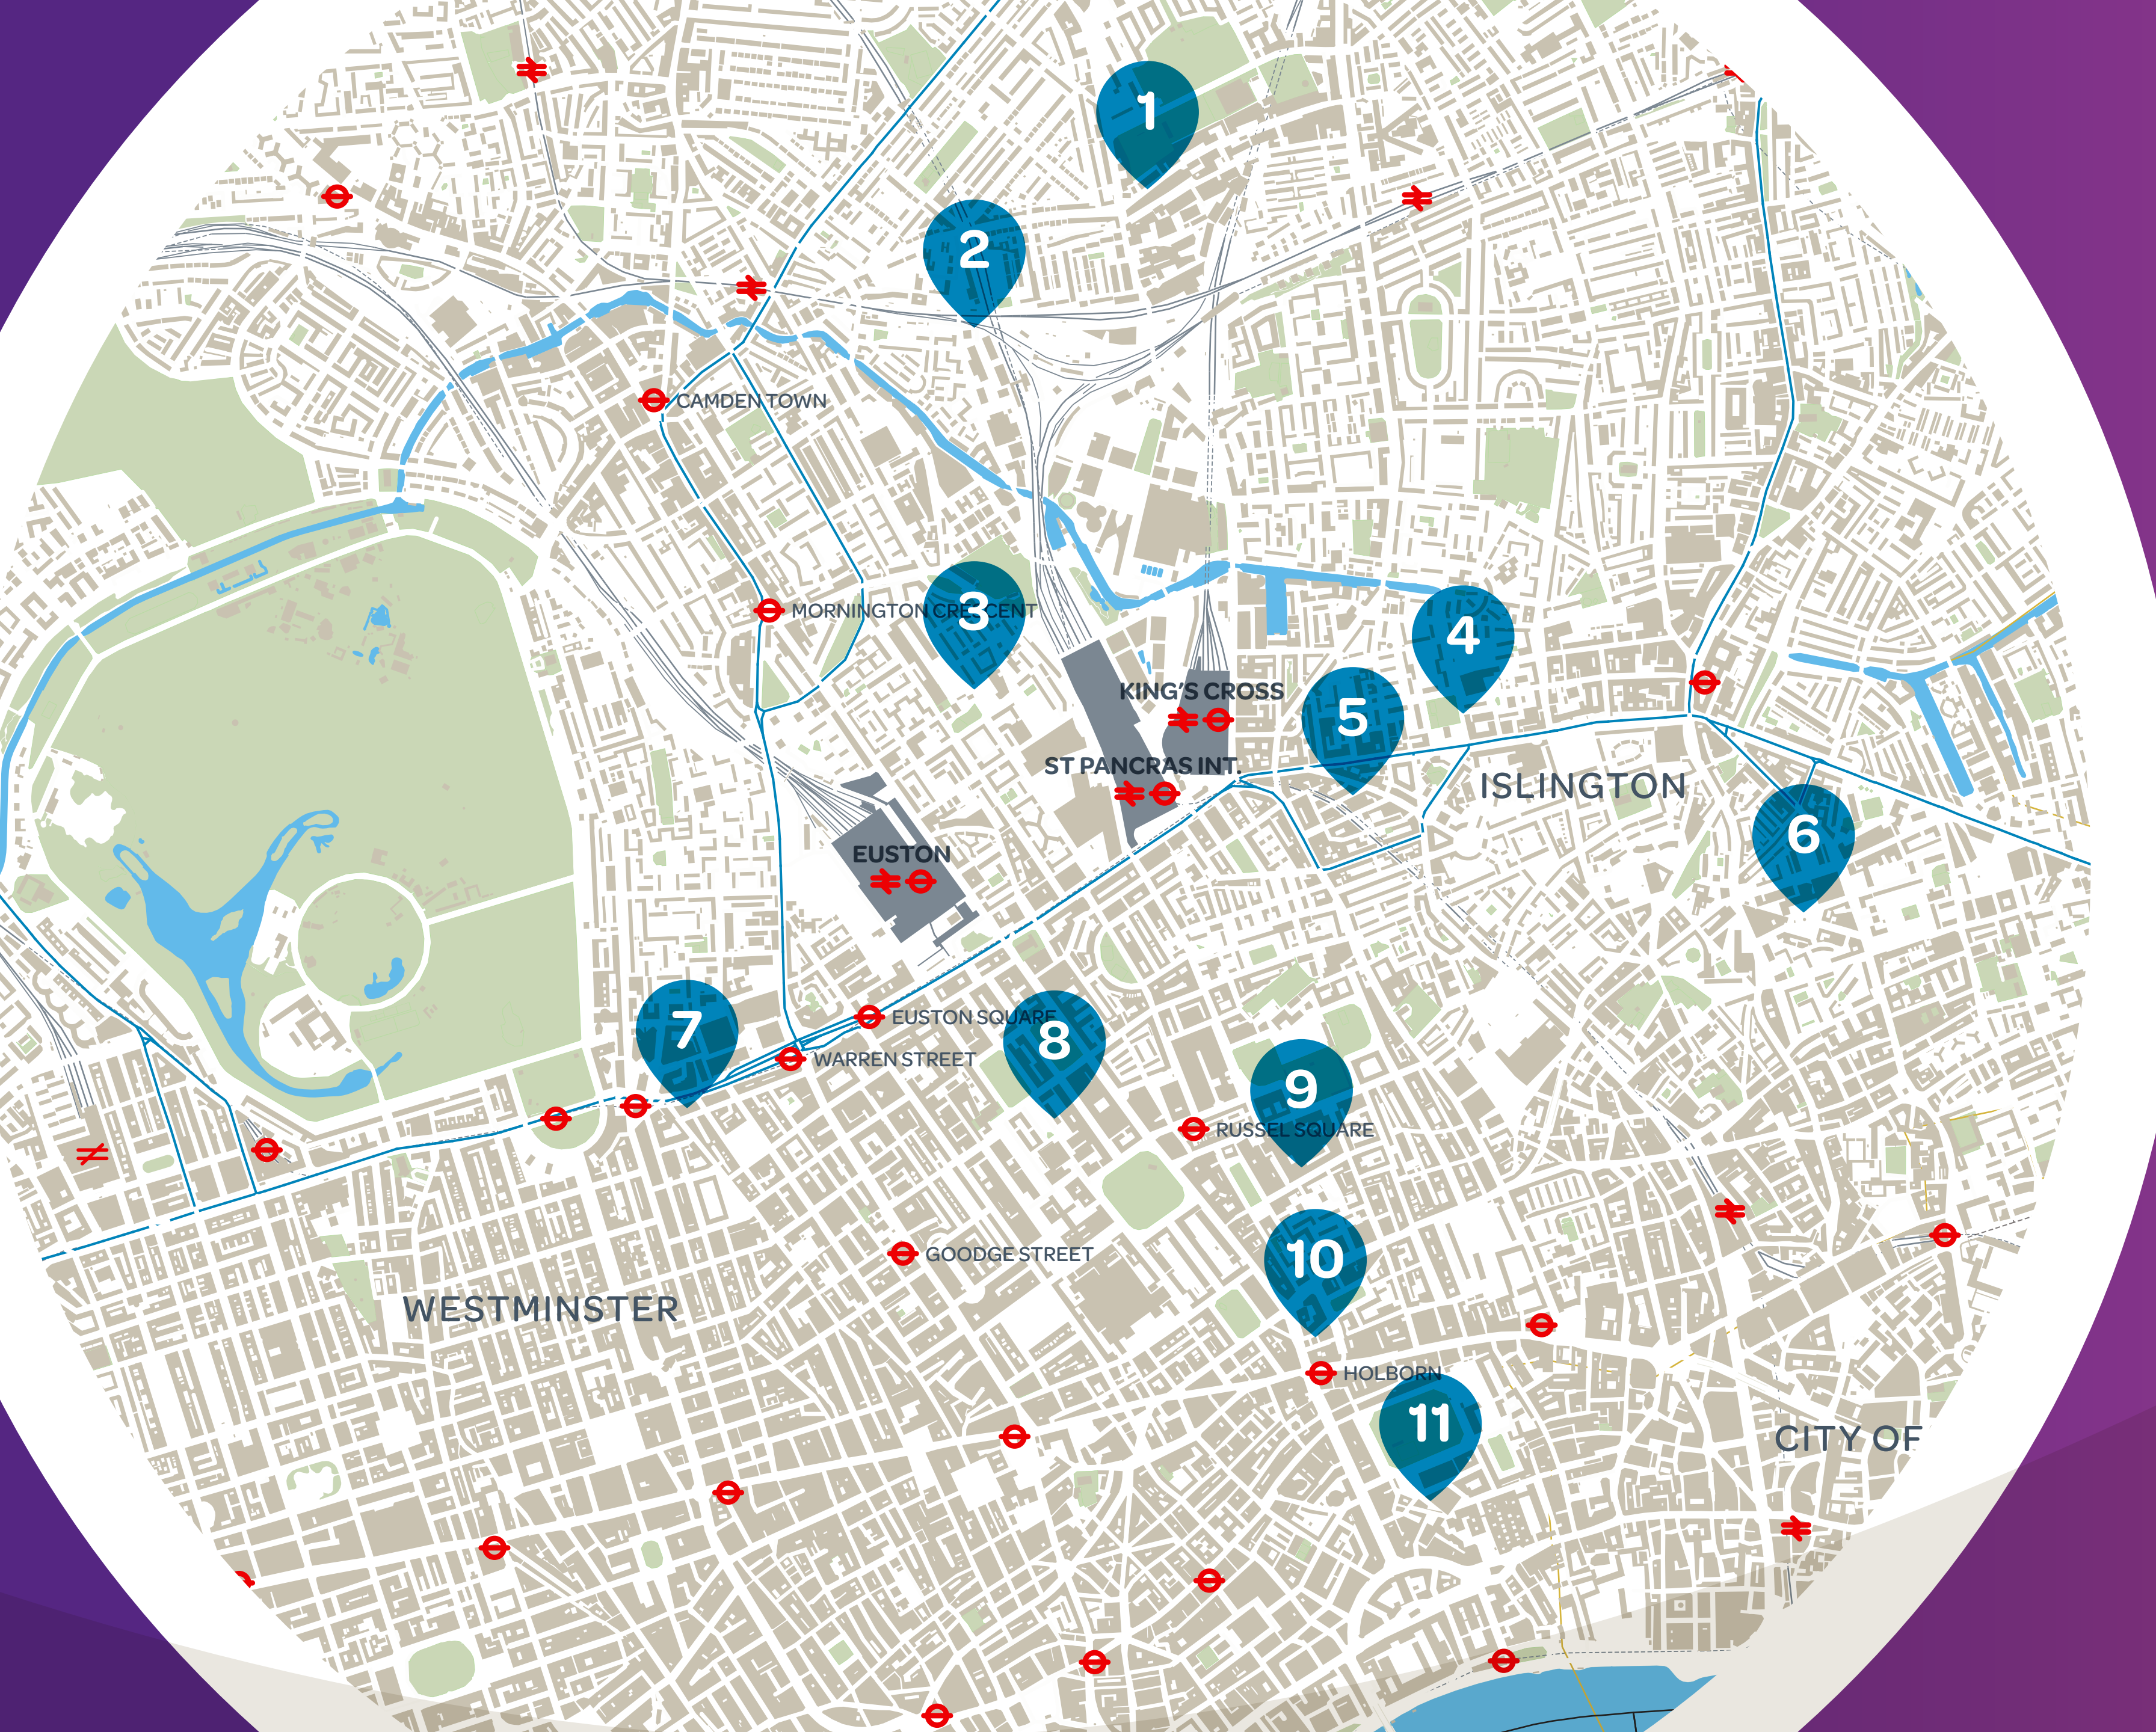 1
2
CAMDEN TOWN
3
MORNINGTON CRESCENT
4
KING'S CROSS
5
ST PANCRAS INT.
ISLINGTON
6
EUSTON
7
EUSTON SQUARE
8
WARREN STREET
9
RUSSEL SQUARE
10
GOODGE STREET
WESTMINSTER
HOLBORN
11
CITY OF